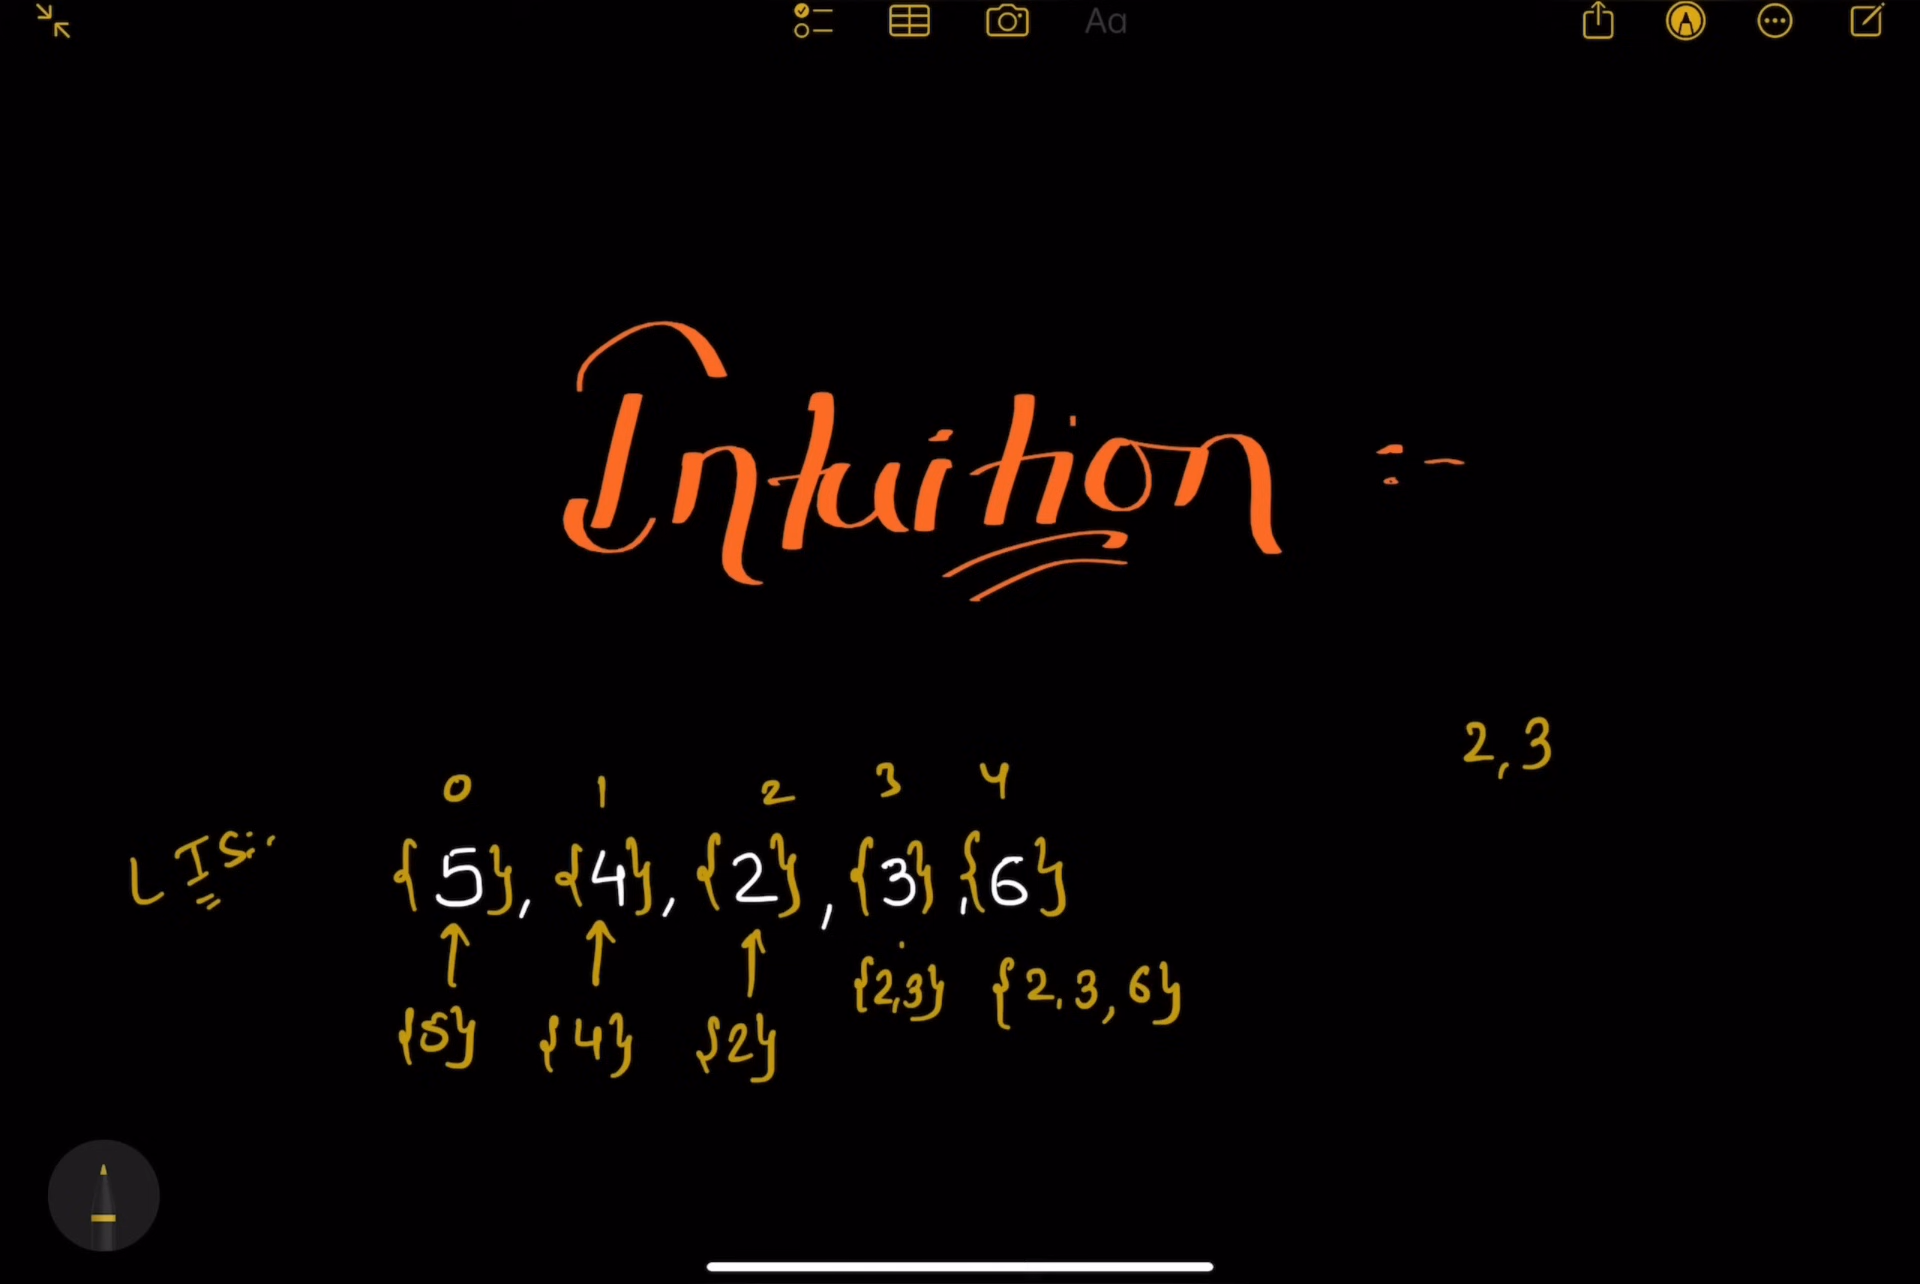 Aa
Intuition :-
2,3
0 1 2 3 4
LIS:. {5}, {4}, {2}, {3}, {6}
{2,3} {2,3,6}
{5} {4} {2}